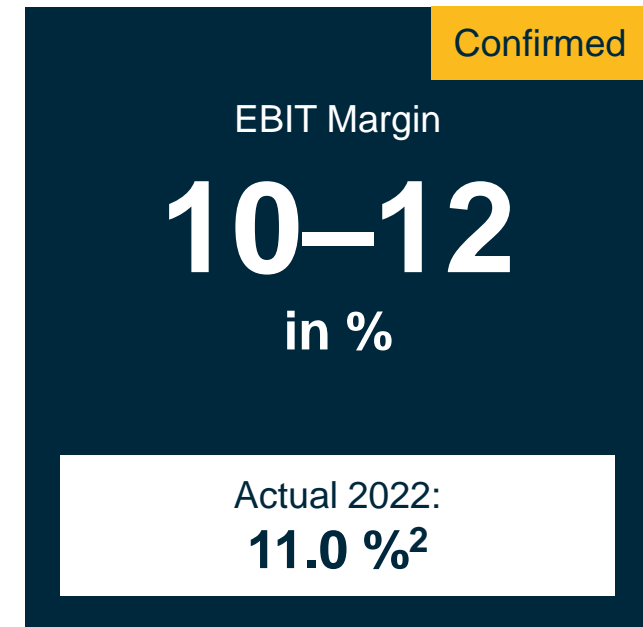 Confirmed
EBIT Margin
10–12
in %
Actual 2022:
11.0 %²